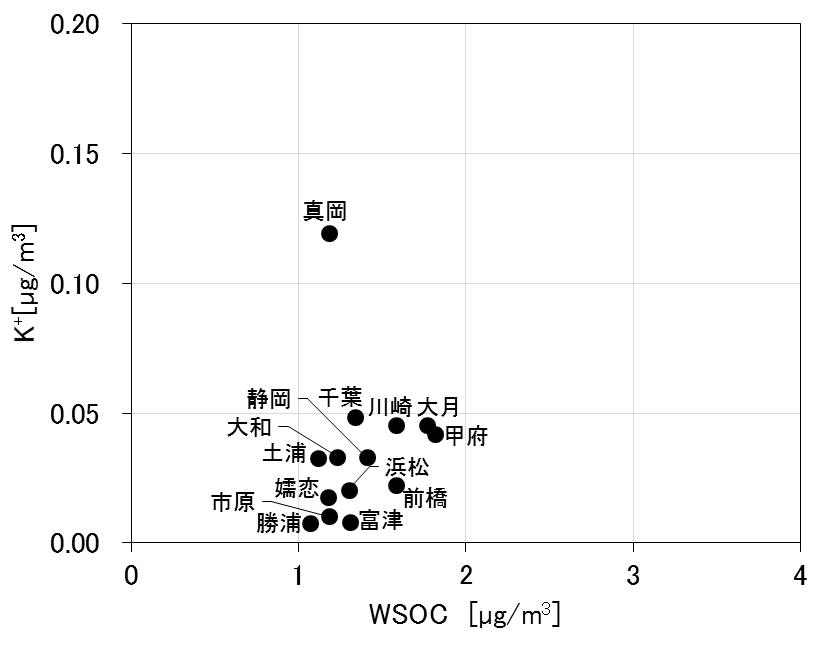 0.20
0.15
0.10
0.05
0.00
K⁺[μg/m³]
真岡
静岡
千葉
川崎
大月
大和
甲府
土浦
浜松
嬬恋
前橋
市原
勝浦
富津
0
1
2
3
4
WSOC [μg/m³]